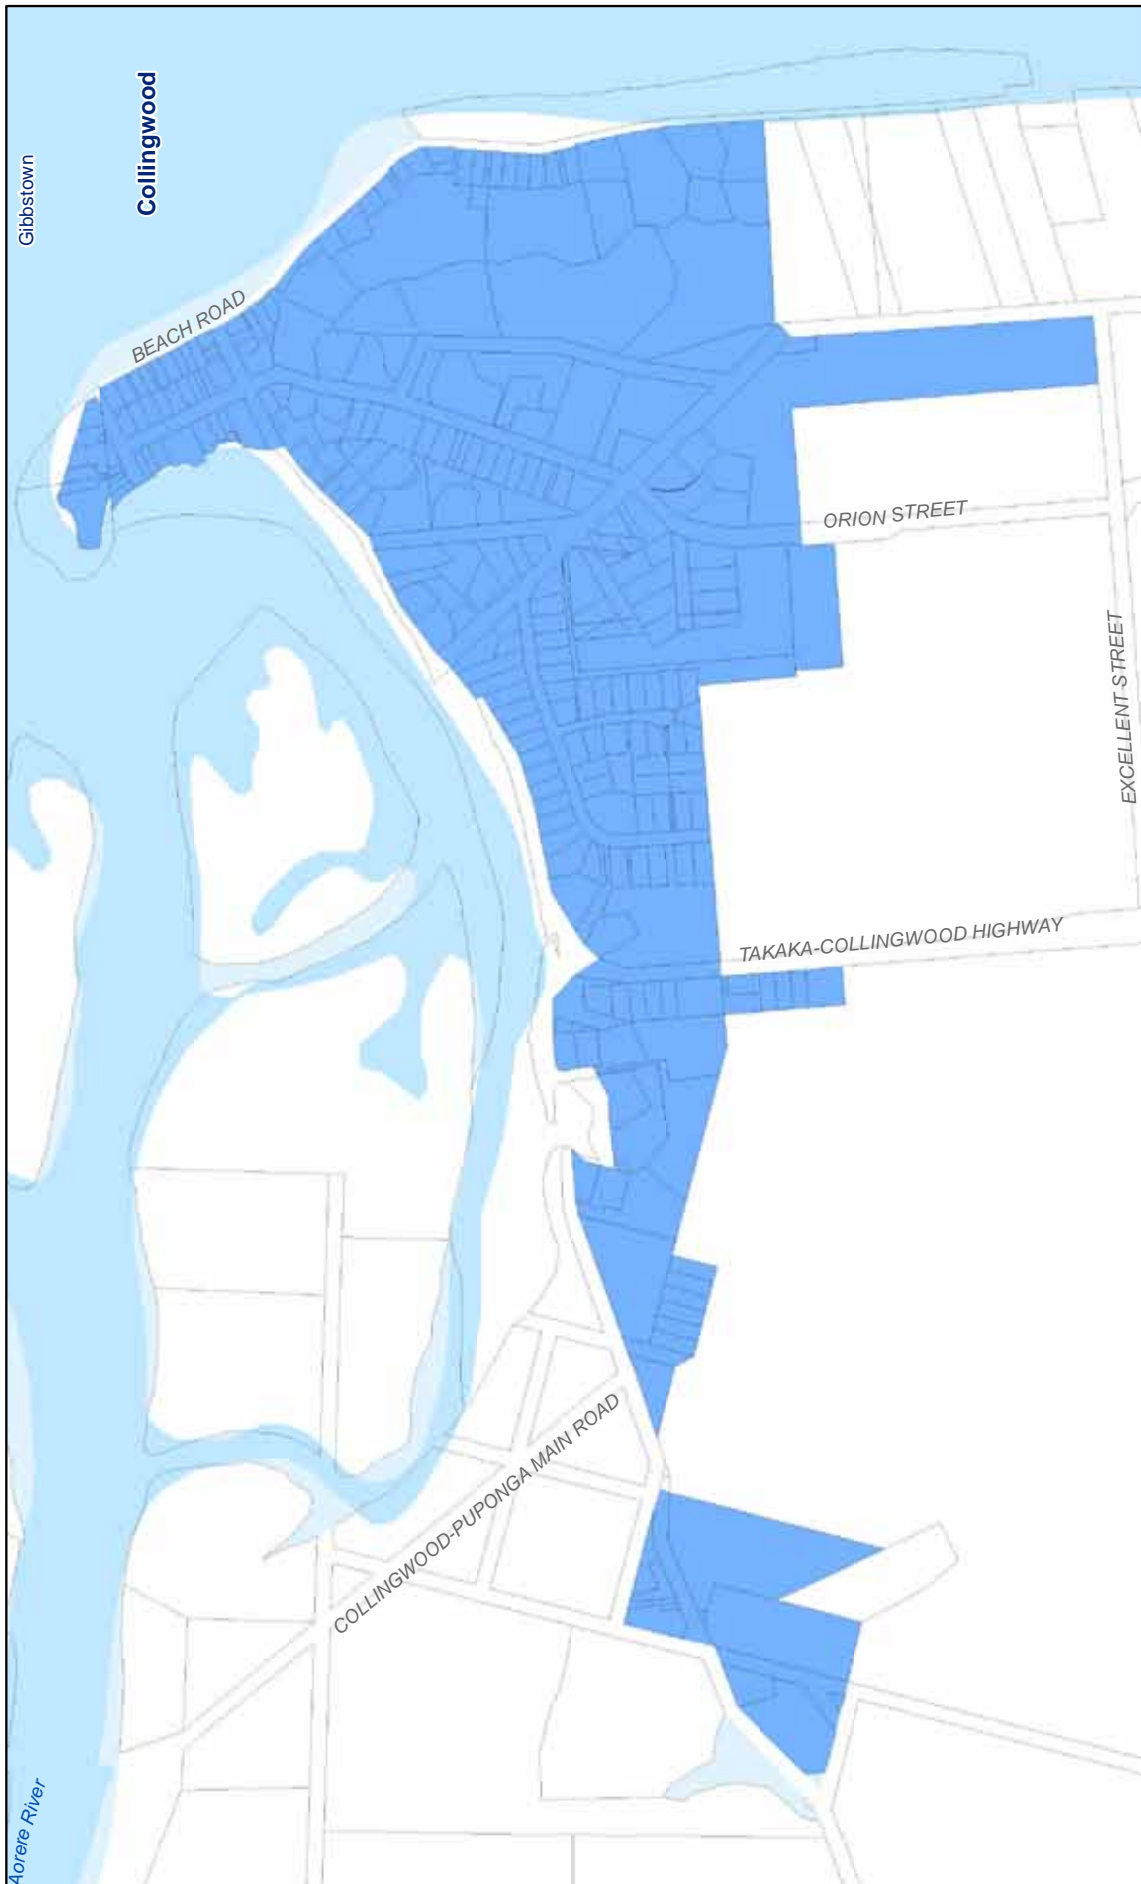 Gibbstown
Collingwood
BEACH ROAD
ORION STREET
EXCELLENT STREET
TAKAKA-COLLINGWOOD HIGHWAY
COLLINGWOOD-PUPONGA MAIN ROAD
Aorere River